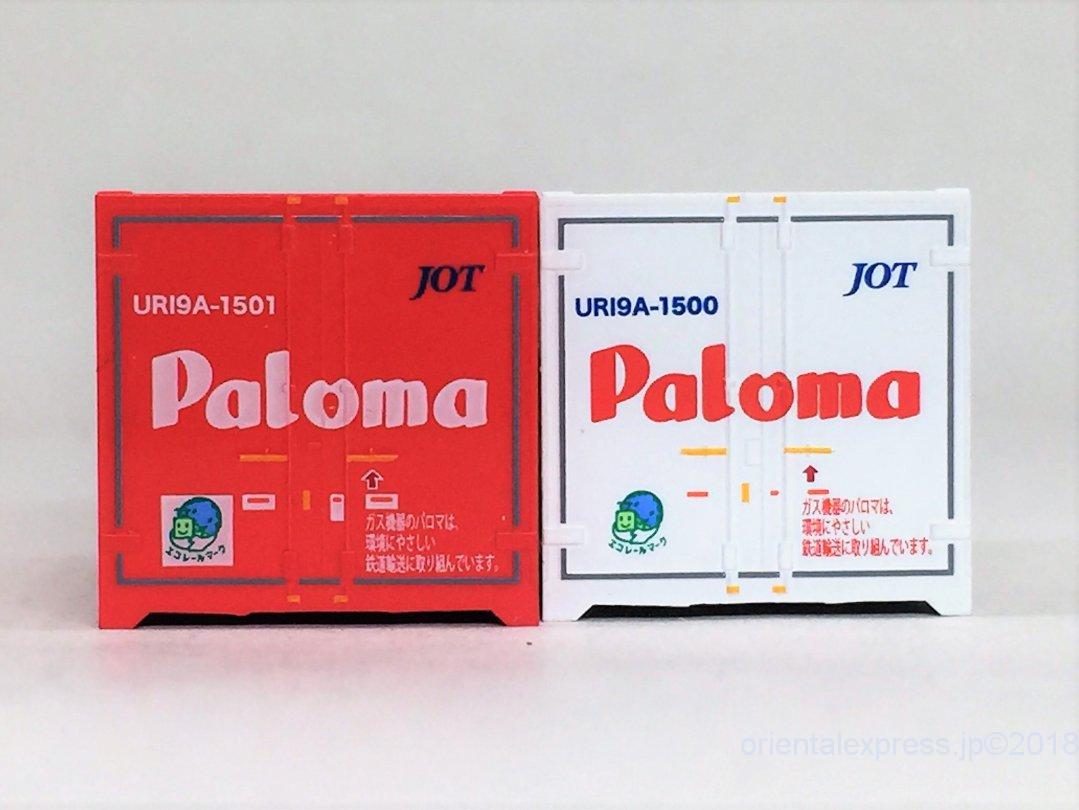 JOT
URI9A-1501
Paloma
エコレールマーク
ガス機器のパロマは、
環境にやさしい
鉄道輸送に取り組んでいます。
JOT
URI9A-1500
Paloma
エコレールマーク
ガス機器のパロマは、
環境にやさしい
鉄道輸送に取り組んでいます。
orientalexpress.jp©2018